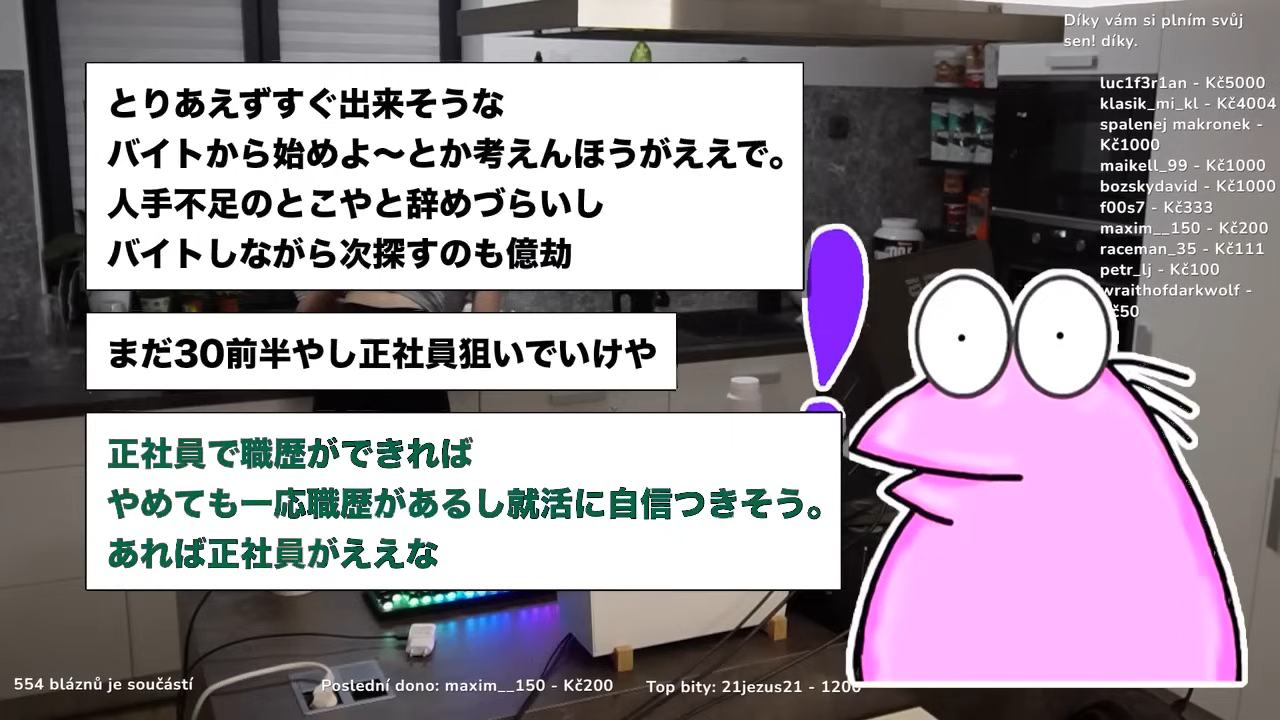 Díky vám si plním svůj
sen! díky.
luc1f3r1an - Kč5000
klasik_mi_kl - Kč4004
spalenej makronek -
Kč1000
maikell_99 - Kč1000
bozskydavid - Kč1000
f00s7 - Kč333
maxim__150 - Kč200
raceman_35 - Kč111
petr_lj - Kč100
wraithofdarkwolf -
Kč50
とりあえずすぐ出来そうな
バイトから始めよ〜とか考えんほうがええで。
人手不足のとこやと辞めづらいし
バイトしながら次探すのも億劫
まだ30前半やし正社員狙いでいけや
正社員で職歴ができれば
やめても一応職歴があるし就活に自信つきそう。
あれば正社員がええな
554 bláznů je součástí
Poslední dono: maxim__150 - Kč200
Top bity: 21jezus21 - 1200